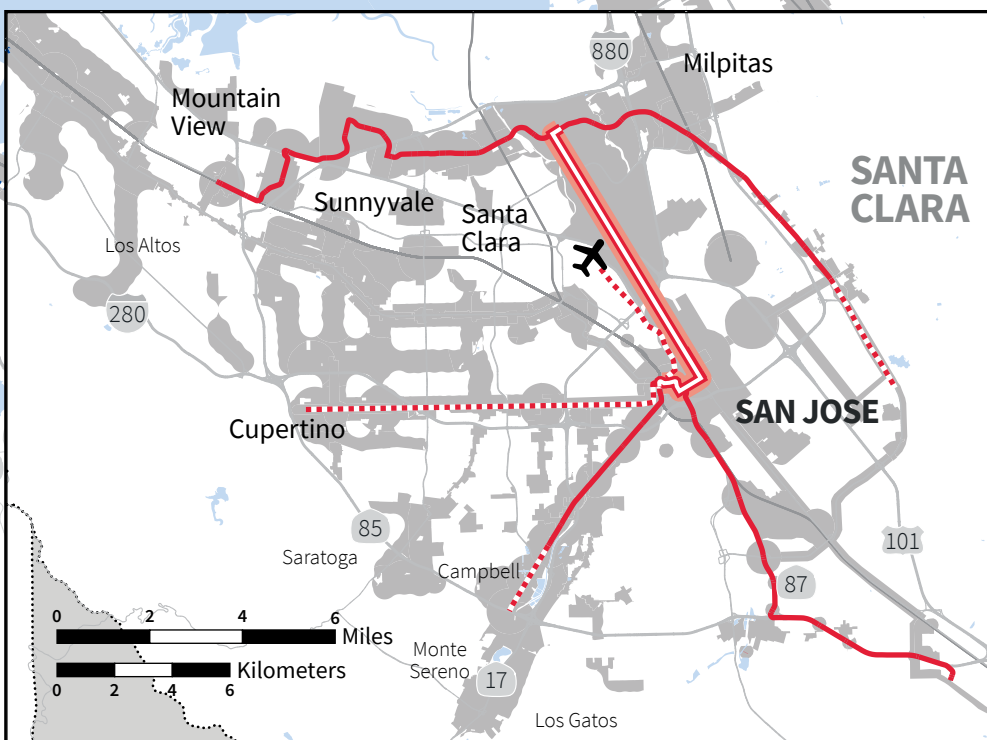 880
Milpitas
Mountain
View
SANTA
CLARA
Sunnyvale
Santa
Clara
Los Altos
280
SAN JOSE
Cupertino
85
101
Saratoga
Campbell
87
0 2 4 6
Miles
Kilometers
0 2 4 6
Monte
Sereno
17
Los Gatos